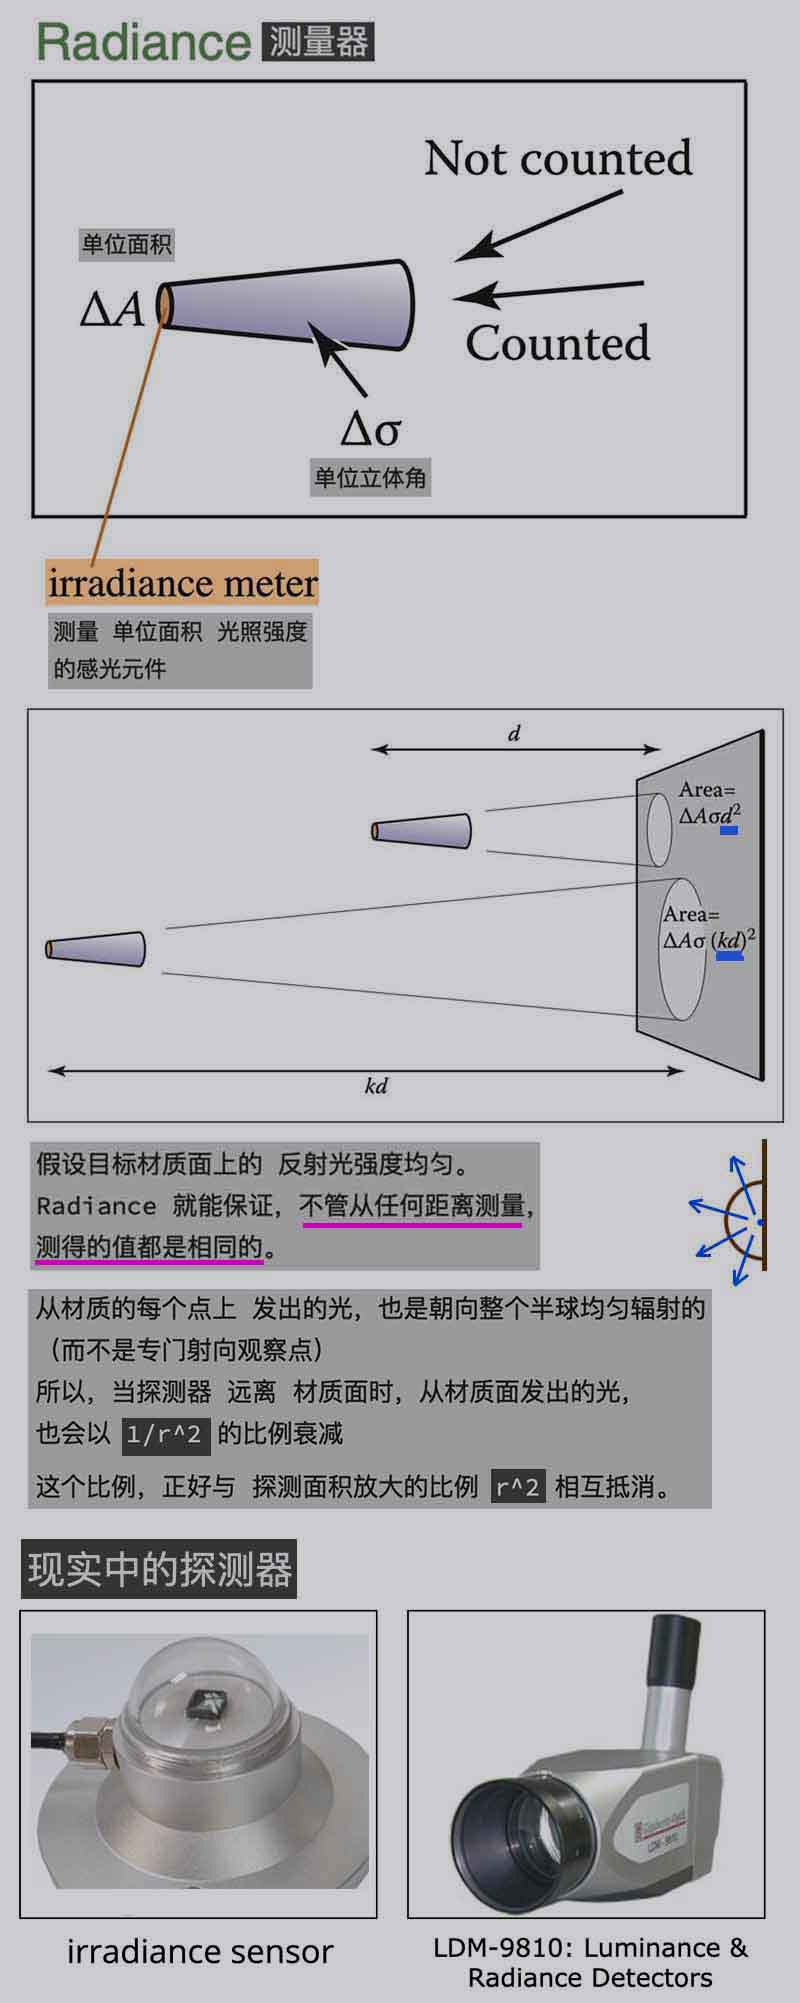 Radiance 测量器
Not counted
单位面积
ΔA
Counted
Δσ
单位立体角
irradiance meter
测量 单位面积 光照强度
的感光元件
d
Area=
ΔAσd²
Area=
ΔAσ (kd)²
kd
假设目标材质面上的 反射光强度均匀。
Radiance 就能保证，不管从任何距离测量，
测得的值都是相同的。
从材质的每个点上 发出的光，也是朝向整个半球均匀辐射的
（而不是专门射向观察点）
所以，当探测器 远离 材质面时，从材质面发出的光，
也会以 1/r^2 的比例衰减
这个比例，正好与 探测面积放大的比例 r^2 相互抵消。
现实中的探测器
LDM-9810
irradiance sensor
LDM-9810: Luminance &
Radiance Detectors